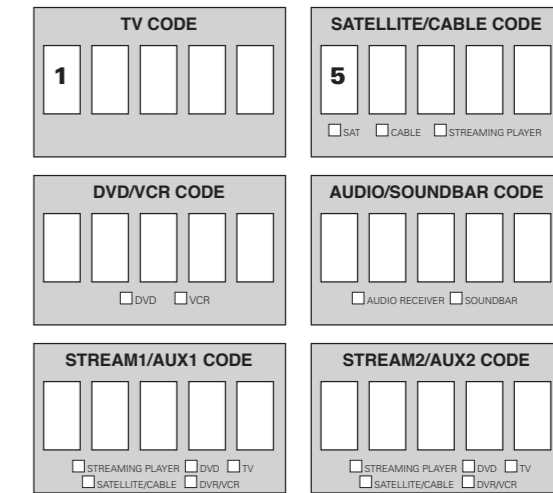 TV CODE
1
SATELLITE/CABLE CODE
5
SAT CABLE STREAMING PLAYER
DVD/VCR CODE
DVD VCR
AUDIO/SOUNDBAR CODE
AUDIO RECEIVER SOUNDBAR
STREAM1/AUX1 CODE
STREAMING PLAYER DVD TV
SATELLITE/CABLE DVR/VCR
STREAM2/AUX2 CODE
STREAMING PLAYER DVD TV
SATELLITE/CABLE DVR/VCR